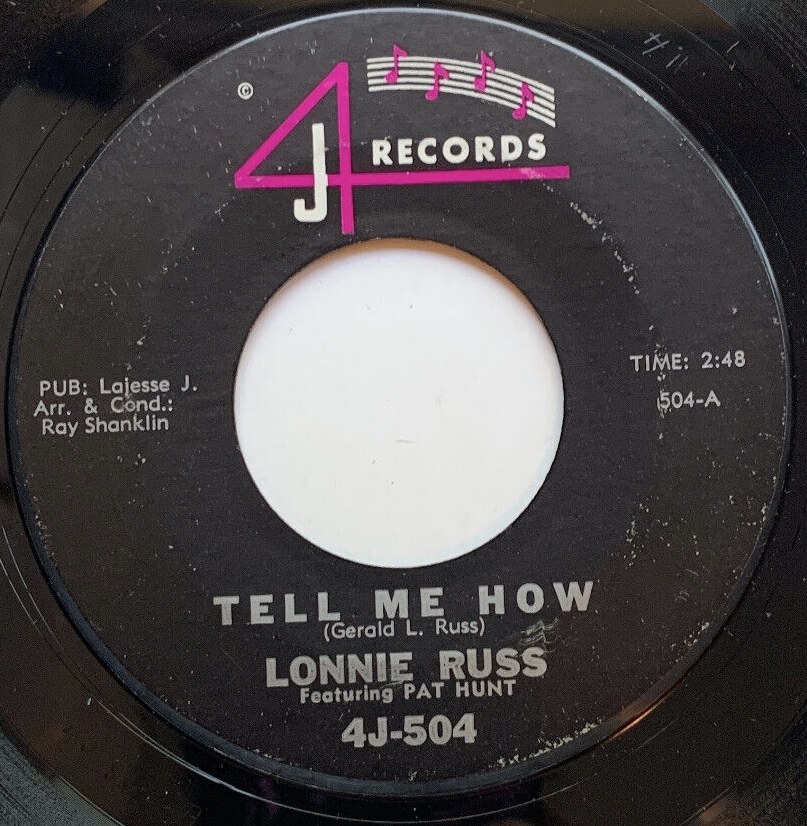 ©
4J RECORDS
PUB: Lajesse J.
Arr. & Cond.:
Ray Shanklin
TIME: 2:48
504-A
TELL ME HOW
(Gerald L. Russ)
LONNIE RUSS
Featuring PAT HUNT
4J-504